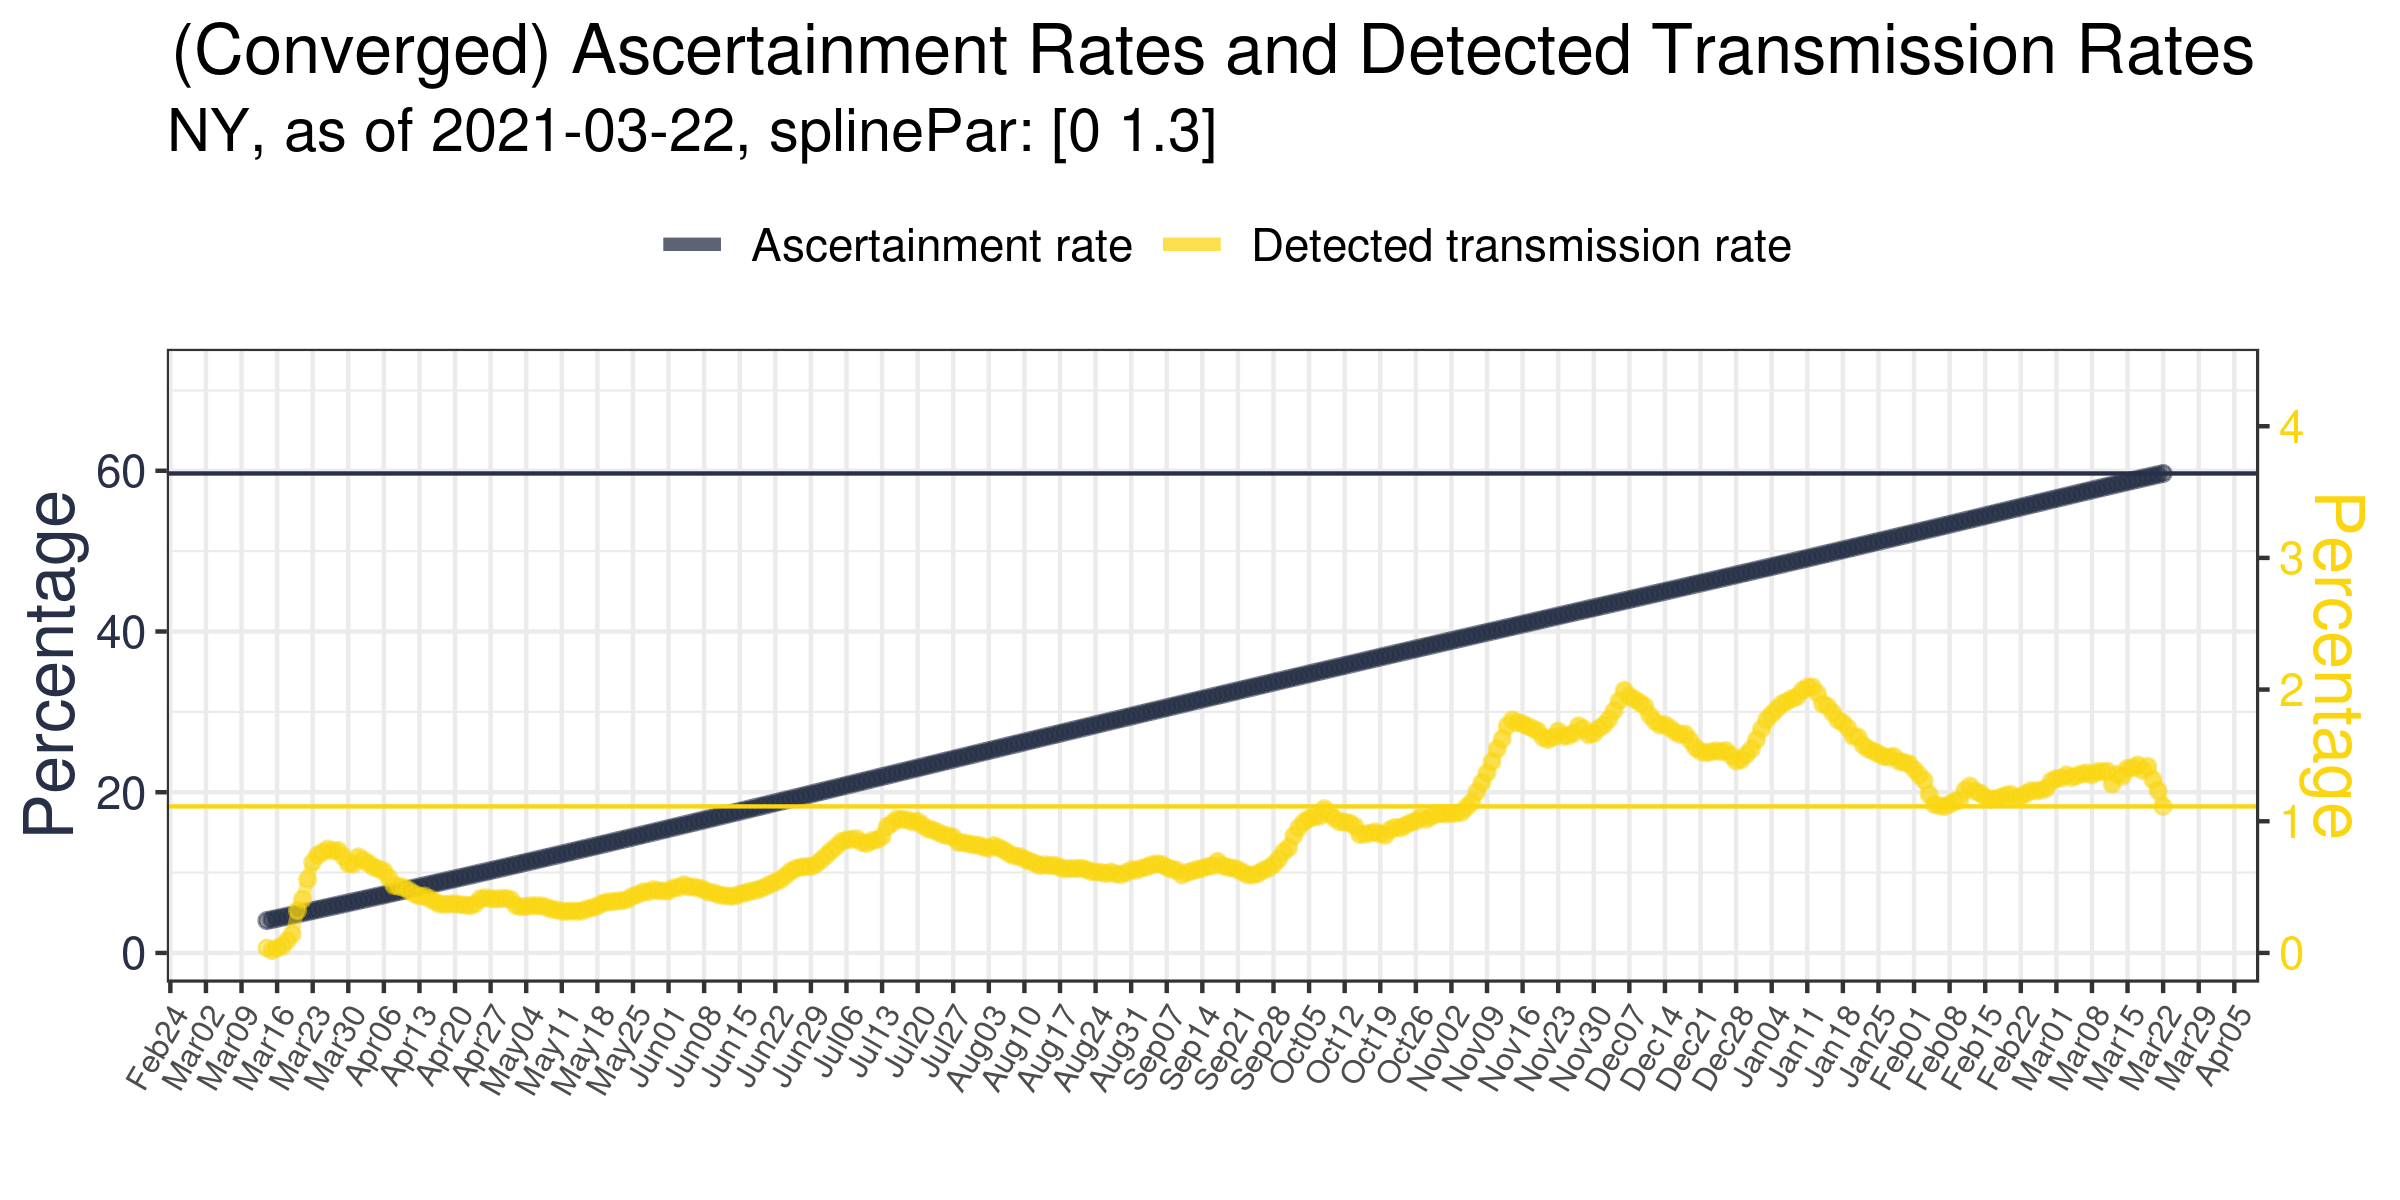 (Converged) Ascertainment Rates and Detected Transmission Rates
NY, as of 2021-03-22, splinePar: [0 1.3]
Ascertainment rate
Detected transmission rate
Percentage
60
40
20
0
4
3
2
1
0
Percentage
Feb24
Mar02
Mar09
Mar16
Mar23
Mar30
Apr06
Apr13
Apr20
Apr27
May04
May11
May18
May25
Jun01
Jun08
Jun15
Jun22
Jun29
Jul06
Jul13
Jul20
Jul27
Aug03
Aug10
Aug17
Aug24
Aug31
Sep07
Sep14
Sep21
Sep28
Oct05
Oct12
Oct19
Oct26
Nov02
Nov09
Nov16
Nov23
Nov30
Dec07
Dec14
Dec21
Dec28
Jan04
Jan11
Jan18
Jan25
Feb01
Feb08
Feb15
Feb22
Mar01
Mar08
Mar15
Mar22
Mar29
Apr05